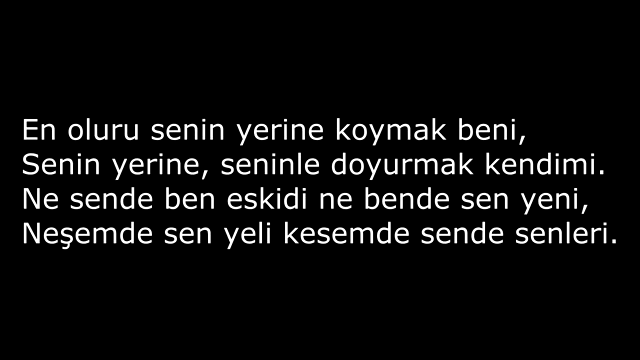 En oluru senin yerine koymak beni,
Senin yerine, seninle doyurmak kendimi.
Ne sende ben eskidi ne bende sen yeni,
Neşemde sen yeli kesemde sende senleri.